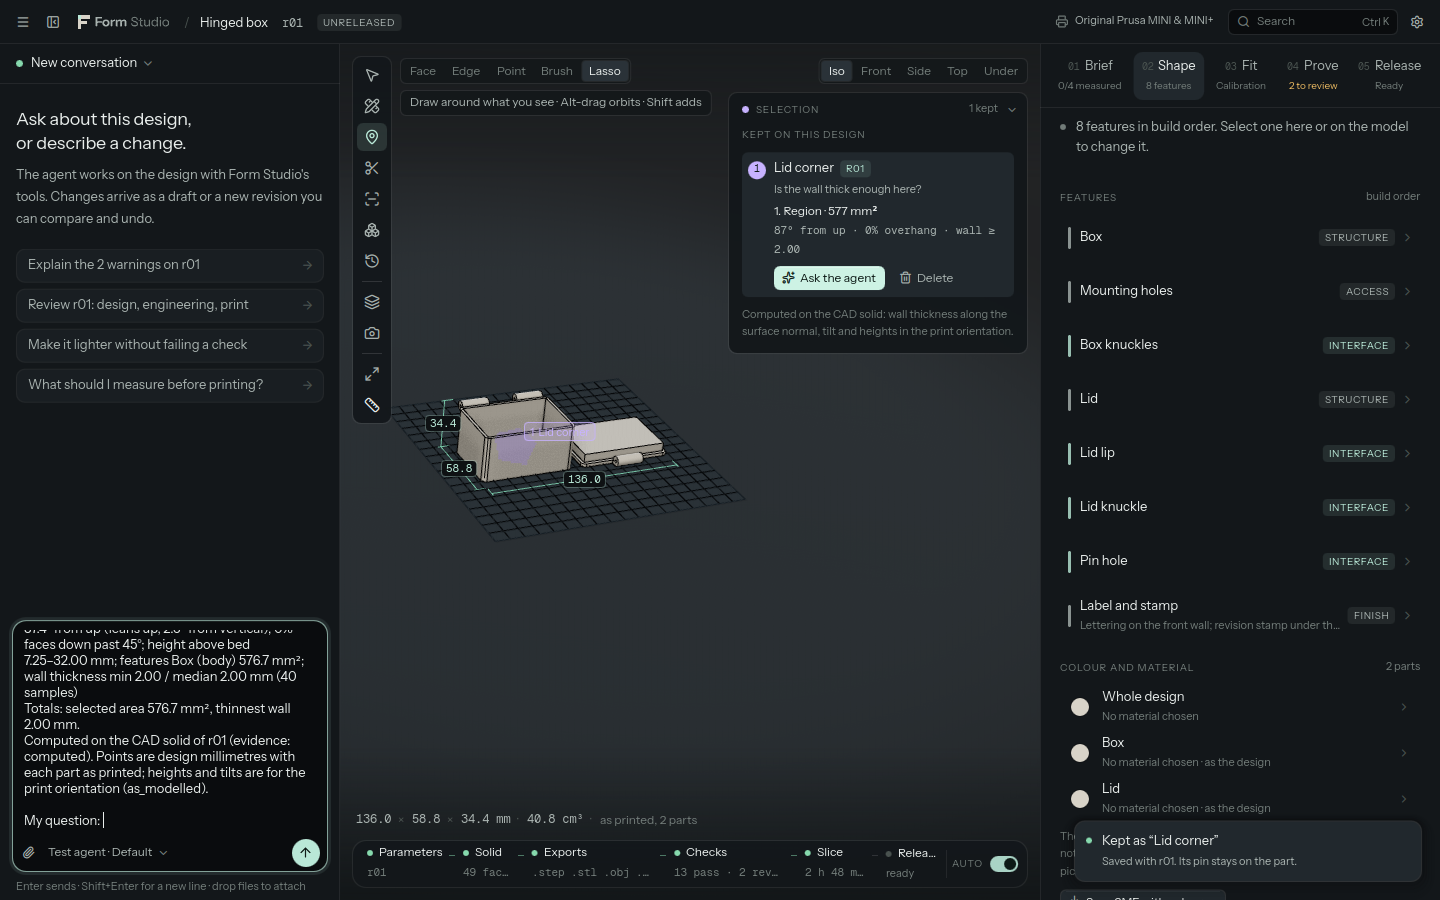 Form Studio / Hinged box r01 UNRELEASED
Original Prusa MINI & MINI+
Search Ctrl K
New conversation
Ask about this design,
or describe a change.
The agent works on the design with Form Studio's
tools. Changes arrive as a draft or a new revision you
can compare and undo.
Explain the 2 warnings on r01
Review r01: design, engineering, print
Make it lighter without failing a check
What should I measure before printing?
faces down past 45°; height above bed
7.25–32.00 mm; features Box (body) 576.7 mm²;
wall thickness min 2.00 / median 2.00 mm (40
samples)
Totals: selected area 576.7 mm², thinnest wall
2.00 mm.
Computed on the CAD solid of r01 (evidence:
computed). Points are design millimetres with
each part as printed; heights and tilts are for the
print orientation (as_modelled).
My question:
Test agent · Default
Enter sends · Shift+Enter for a new line · drop files to attach
Face Edge Point Brush Lasso
Draw around what you see · Alt-drag orbits · Shift adds
Iso Front Side Top Under
SELECTION 1 kept
KEPT ON THIS DESIGN
1 Lid corner R01
Is the wall thick enough here?
1. Region · 577 mm²
87° from up · 0% overhang · wall ≥
2.00
Ask the agent Delete
Computed on the CAD solid: wall thickness along the
surface normal, tilt and heights in the print orientation.
34.4
58.8
136.0
136.0 × 58.8 × 34.4 mm · 40.8 cm³ · as printed, 2 parts
Parameters
r01
Solid
49 fac…
Exports
.step .stl .obj …
Checks
13 pass · 2 rev…
Slice
2 h 48 m…
Relea…
ready
AUTO
01 Brief
0/4 measured
02 Shape
8 features
03 Fit
Calibration
04 Prove
2 to review
05 Release
Ready
8 features in build order. Select one here or on the model
to change it.
FEATURES build order
Box STRUCTURE
Mounting holes ACCESS
Box knuckles INTERFACE
Lid STRUCTURE
Lid lip INTERFACE
Lid knuckle INTERFACE
Pin hole INTERFACE
Label and stamp FINISH
Lettering on the front wall; revision stamp under th…
COLOUR AND MATERIAL 2 parts
Whole design
No material chosen
Box
No material chosen · as the design
Lid
No material chosen · as the design
Kept as “Lid corner”
Saved with r01. Its pin stays on the part.